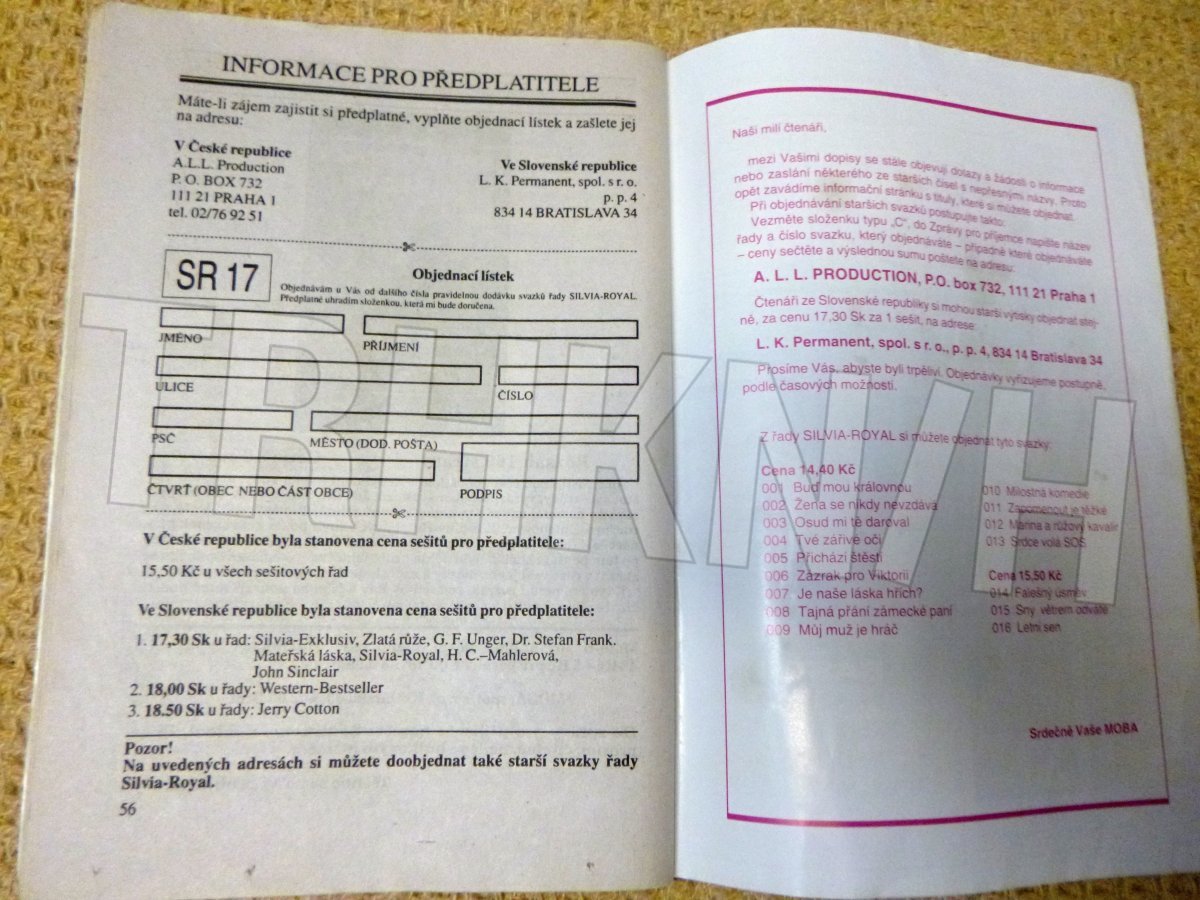 INFORMACE PRO PŘEDPLATITELE
Máte-li zájem zajistit si předplatné, vyplňte objednací lístek a zašlete jej
na adresu:
V České republice
A.L.L. Production
P. O. BOX 732
111 21 PRAHA 1
tel. 02/76 92 51
Ve Slovenské republice
L. K. Permanent, spol. s r. o.
p. p. 4
834 14 BRATISLAVA 34
SR 17
Objednací lístek
Objednávám u Vás od dalšího čísla pravidelnou dodávku svazků řady SILVIA-ROYAL.
Předplatné uhradím složenkou, která mi bude doručena.
JMÉNO
PŘÍJMENÍ
ULICE
ČÍSLO
PSČ
MĚSTO (DOD. POŠTA)
ČTVRŤ (OBEC NEBO ČÁST OBCE)
PODPIS
V České republice byla stanovena cena sešitů pro předplatitele:
15,50 Kč u všech sešitových řad
Ve Slovenské republice byla stanovena cena sešitů pro předplatitele:
1. 17,30 Sk u řad: Silvia-Exklusiv, Zlatá růže, G. F. Unger, Dr. Stefan Frank.
Mateřská láska, Silvia-Royal, H. C.–Mahlerová,
John Sinclair
2. 18,00 Sk u řady: Western-Bestseller
3. 18.50 Sk u řady: Jerry Cotton
Pozor!
Na uvedených adresách si můžete doobjednat také starší svazky řady
Silvia-Royal.
56
Naši milí čtenáři,
mezi Vašimi dopisy se stále objevují dotazy a žádosti o informace
nebo zaslání některého ze starších čísel s nepřesnými názvy. Proto
opět zavádíme informační stránku s tituly, které si můžete objednat.
Při objednávání starších svazků postupujte takto:
Vezměte složenku typu „C“, do Zprávy pro příjemce napište název
řady a číslo svazku, který objednáváte – případně které objednáváte
– ceny sečtěte a výslednou sumu pošlete na adresu:
A. L. L. PRODUCTION, P.O. box 732, 111 21 Praha 1
Čtenáři ze Slovenské republiky si mohou starší výtisky objednat stej-
ně, za cenu 17,30 Sk za 1 sešit, na adrese:
L. K. Permanent, spol. s r. o., p. p. 4, 834 14 Bratislava 34
Prosíme Vás, abyste byli trpěliví. Objednávky vyřizujeme postupně,
podle časových možností.
Z řady SILVIA-ROYAL si můžete objednat tyto svazky:
Cena 14,40 Kč
001 Buď mou královnou
002 Žena se nikdy nevzdává
003 Osud mi tě daroval
004 Tvé zářivé oči
005 Přichází štěstí
006 Zázrak pro Viktorii
007 Je naše láska hřích?
008 Tajná přání zámecké paní
009 Můj muž je hráč
010 Milostná komedie
011 Zapomenout je těžké
012 Marina a růžový kavalír
013 Srdce volá SOS
Cena 15,50 Kč
014 Falešný úsměv
015 Sny větrem odváté
016 Letní sen
Srdečně Vaše MOBA
TRHKNIH